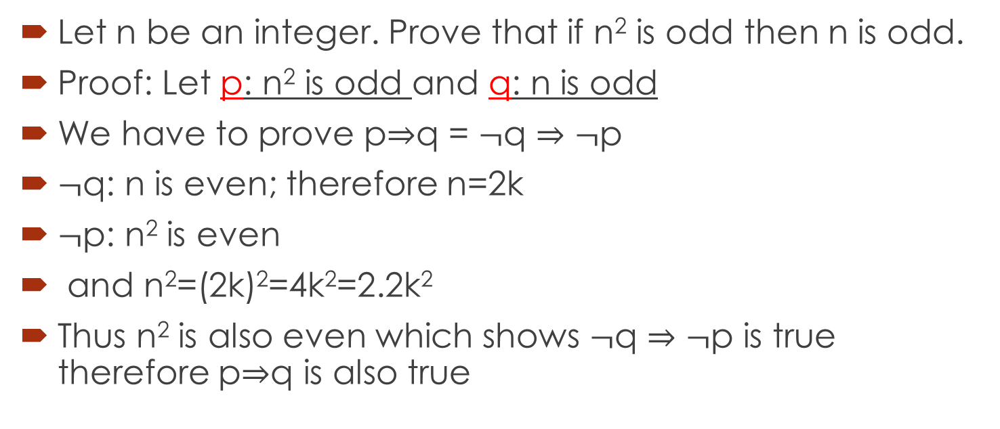 Let n be an integer. Prove that if n² is odd then n is odd.
Proof: Let p: n² is odd and q: n is odd
We have to prove p⇒q = ¬q ⇒ ¬p
¬q: n is even; therefore n=2k
¬p: n² is even
and n²=(2k)²=4k²=2.2k²
Thus n² is also even which shows ¬q ⇒ ¬p is true
therefore p⇒q is also true